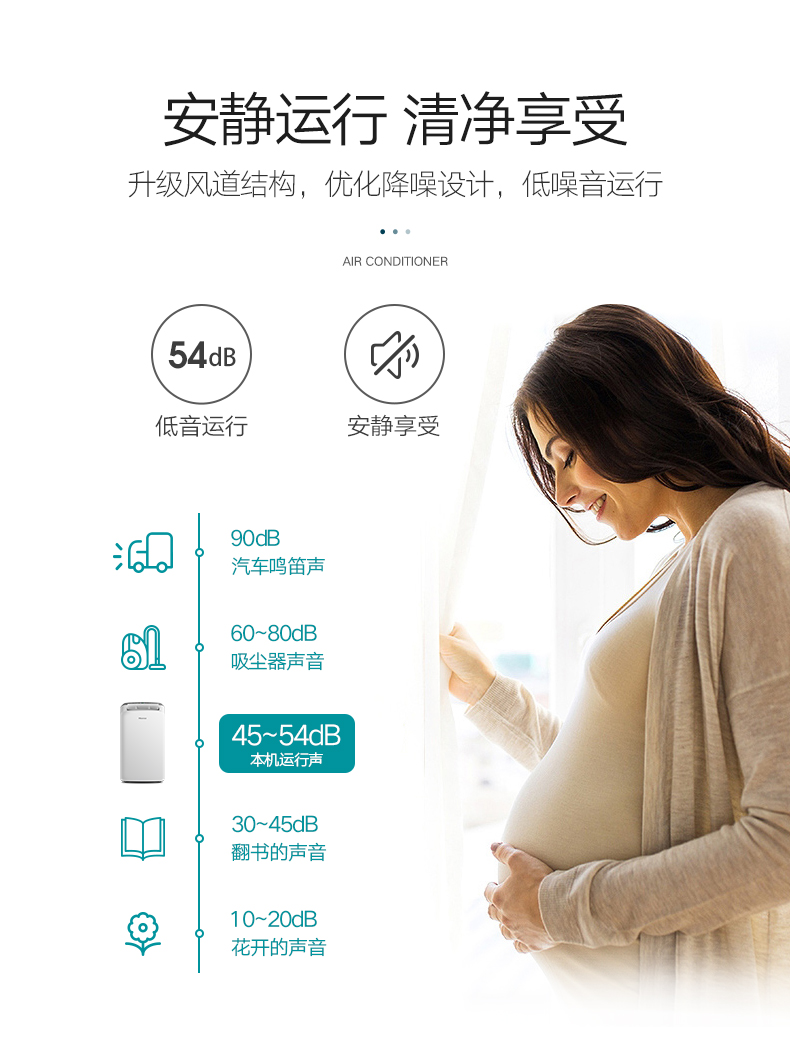 安静运行 清净享受
升级风道结构，优化降噪设计，低噪音运行
AIR CONDITIONER
54dB
低音运行
安静享受
90dB
汽车鸣笛声
60~80dB
吸尘器声音
45~54dB
本机运行声
30~45dB
翻书的声音
10~20dB
花开的声音